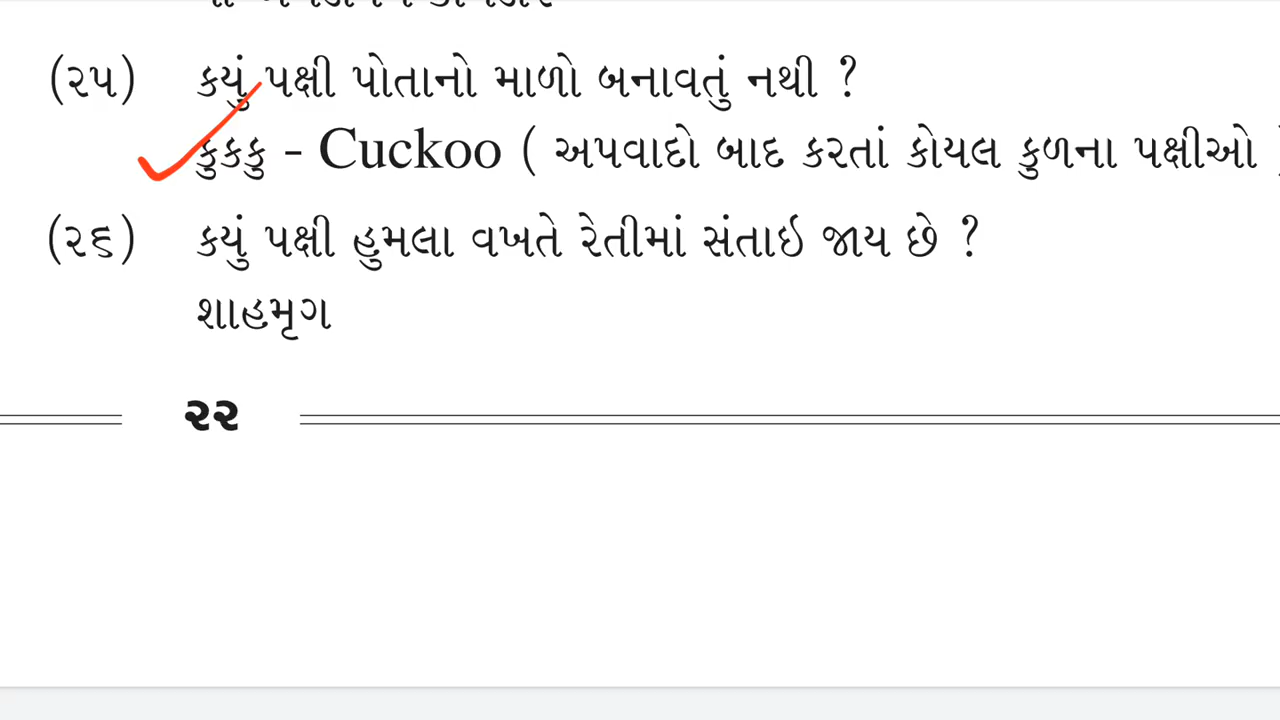 (૨૫) કયું પક્ષી પોતાનો માળો બનાવતું નથી ?
કુકકુ - Cuckoo ( અપવાદો બાદ કરતાં કોયલ કુળના પક્ષીઓ )
(૨૬) કયું પક્ષી હુમલા વખતે રેતીમાં સંતાઇ જાય છે ?
શાહમૃગ
૨૨